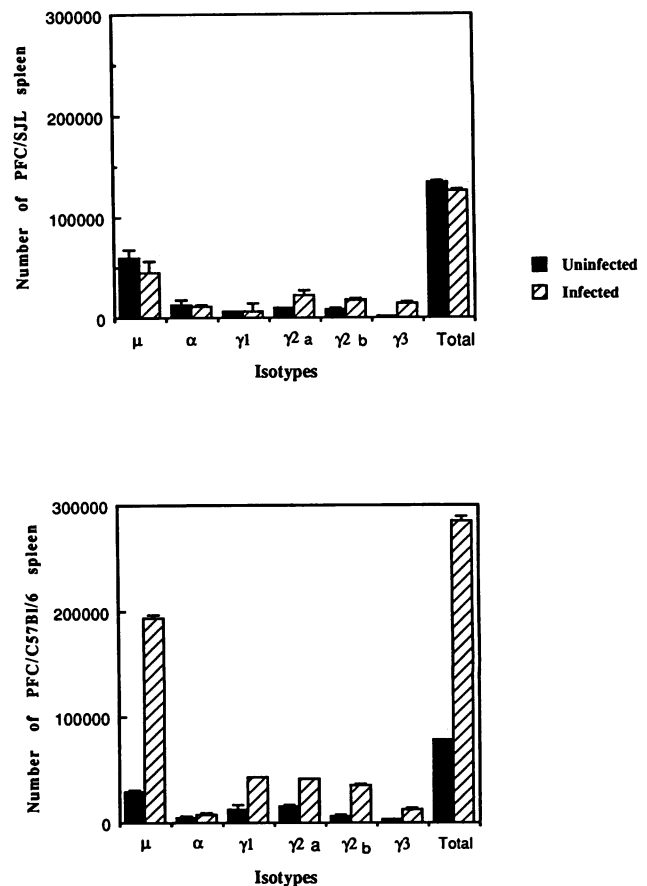 300000
200000
100000
0
Number of PFC/SJL spleen
μ α γ1 γ2 a γ2 b γ3 Total
Isotypes
Uninfected
Infected
300000
200000
100000
0
Number of PFC/C57Bl/6 spleen
μ α γ1 γ2 a γ2 b γ3 Total
Isotypes